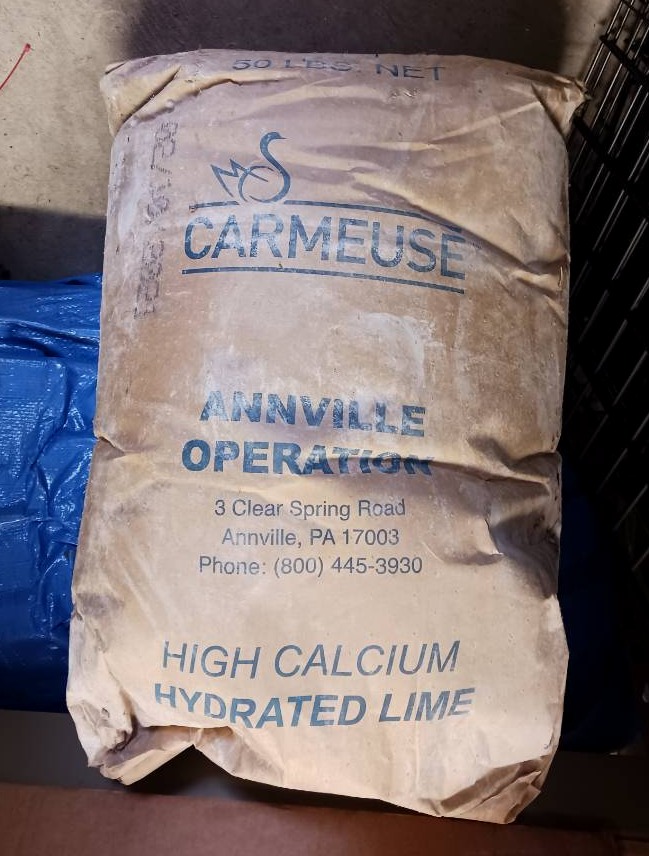 50 LBS. NET
CARMEUSE
ANNVILLE
OPERATION
3 Clear Spring Road
Annville, PA 17003
Phone: (800) 445-3930
HIGH CALCIUM
HYDRATED LIME